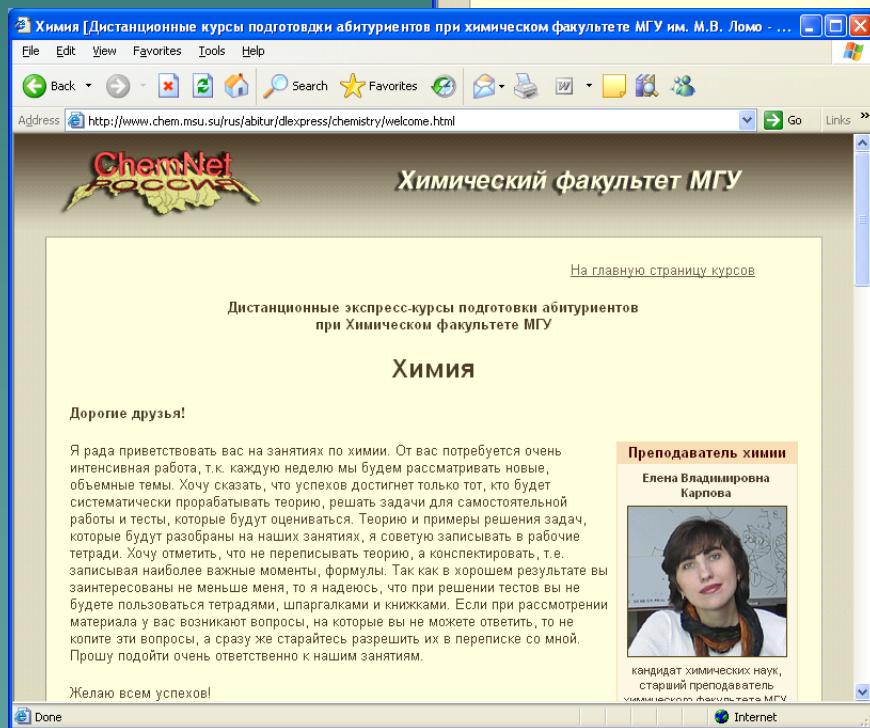 Химия [Дистанционные курсы подготовдки абитуриентов при химическом факультете МГУ им. М.В. Ломо - ...
File Edit View Favorites Tools Help
Back Search Favorites
Address http://www.chem.msu.su/rus/abitur/dlexpress/chemistry/welcome.html Go Links »
ChemNet
РОССИЯ
Химический факультет МГУ
На главную страницу курсов
Дистанционные экспресс-курсы подготовки абитуриентов
при Химическом факультете МГУ
Химия
Дорогие друзья!
Я рада приветствовать вас на занятиях по химии. От вас потребуется очень
интенсивная работа, т.к. каждую неделю мы будем рассматривать новые,
объемные темы. Хочу сказать, что успехов достигнет только тот, кто будет
систематически прорабатывать теорию, решать задачи для самостоятельной
работы и тесты, которые будут оцениваться. Теорию и примеры решения задач,
которые будут разобраны на наших занятиях, я советую записывать в рабочие
тетради. Хочу отметить, что не переписывать теорию, а конспектировать, т.е.
записывая наиболее важные моменты, формулы. Так как в хорошем результате вы
заинтересованы не меньше меня, то я надеюсь, что при решении тестов вы не
будете пользоваться тетрадями, шпаргалками и книжками. Если при рассмотрении
материала у вас возникают вопросы, на которые вы не можете ответить, то не
копите эти вопросы, а сразу же старайтесь разрешить их в переписке со мной.
Прошу подойти очень ответственно к нашим занятиям.
Желаю всем успехов!
Преподаватель химии
Елена Владимировна
Карпова
кандидат химических наук,
старший преподаватель
химического факультета МГУ
Done Internet